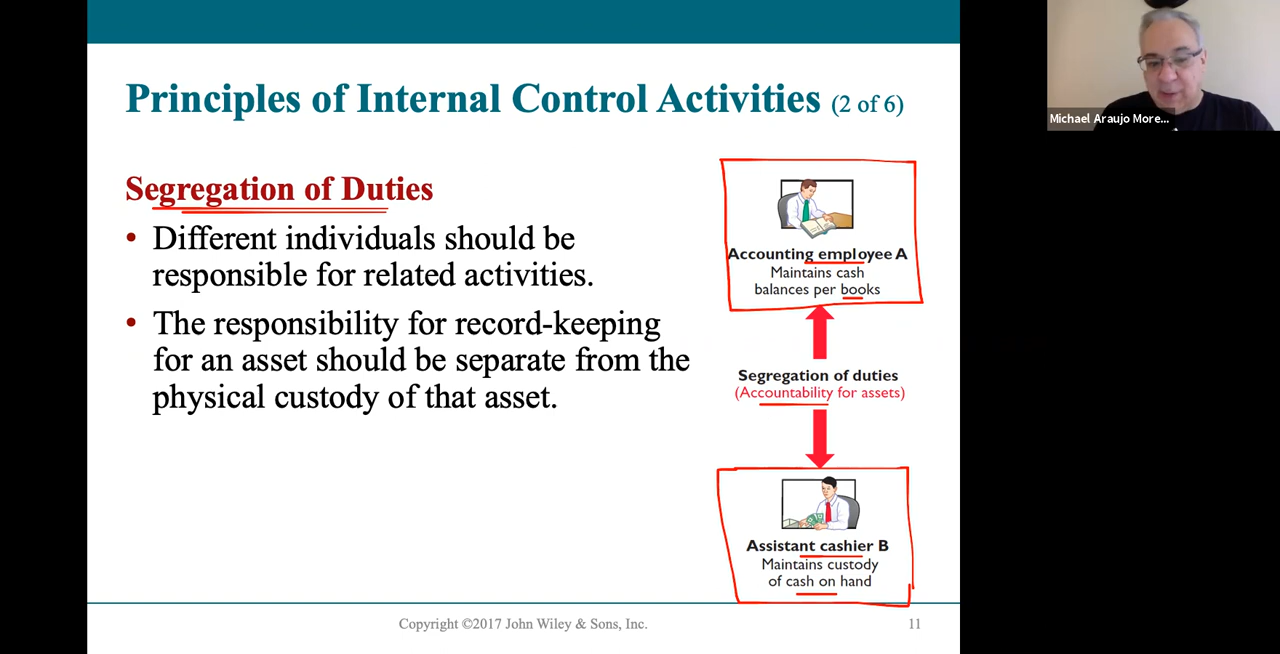 Principles of Internal Control Activities (2 of 6)
Segregation of Duties
• Different individuals should be
responsible for related activities.
• The responsibility for record-keeping
for an asset should be separate from the
physical custody of that asset.
Accounting employee A
Maintains cash
balances per books
Segregation of duties
(Accountability for assets)
Assistant cashier B
Maintains custody
of cash on hand
Copyright ©2017 John Wiley & Sons, Inc.
11
Michael Araujo More...